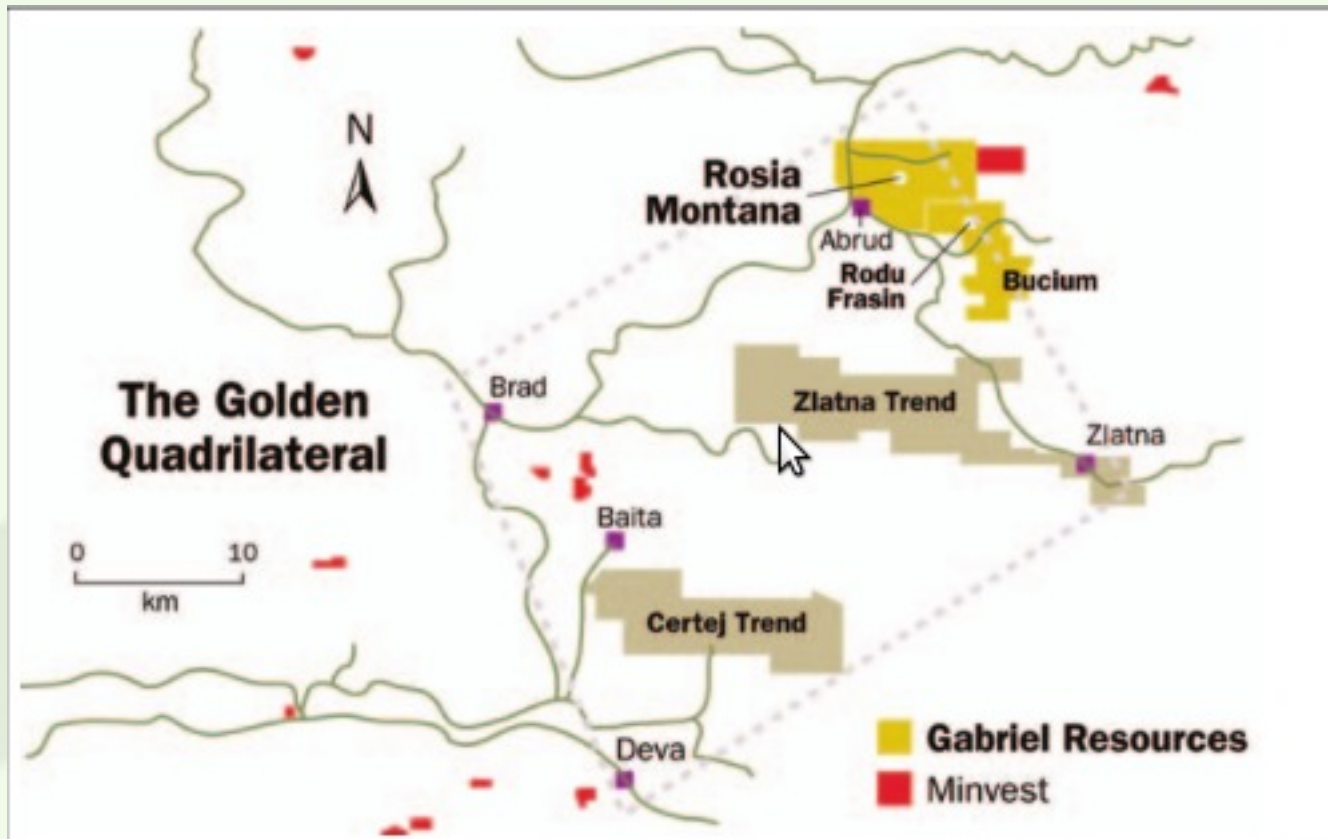 N
Rosia
Montana
Abrud
Rodu
Frasin
Bucium
The Golden
Quadrilateral
Brad
Zlatna Trend
Zlatna
Baita
0 10
km
Certej Trend
Deva
Gabriel Resources
Minvest